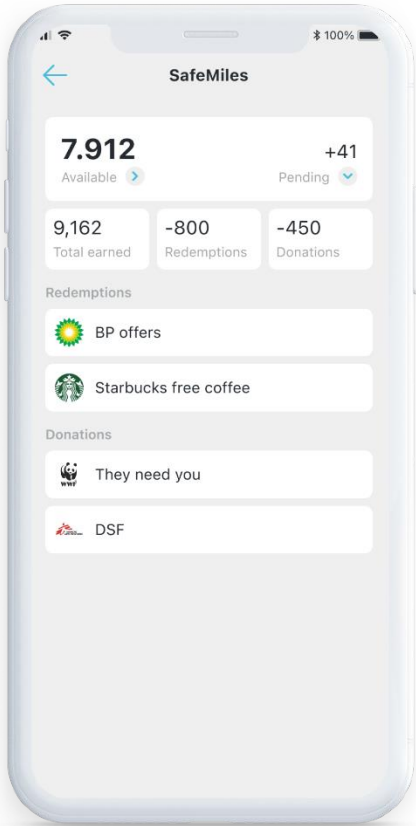 100%
SafeMiles
7.912
+41
Available
Pending
9,162
-800
-450
Total earned
Redemptions
Donations
Redemptions
BP offers
Starbucks free coffee
Donations
WWF
They need you
DSF